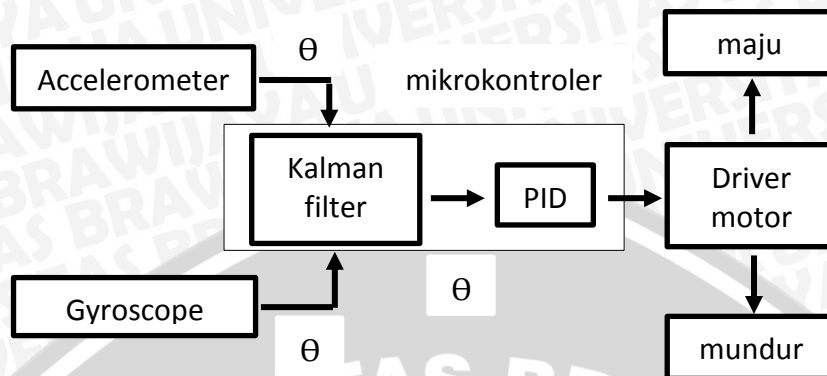 θ
maju
Accelerometer
mikrokontroler
Kalman
filter
PID
Driver
motor
θ
Gyroscope
θ
mundur